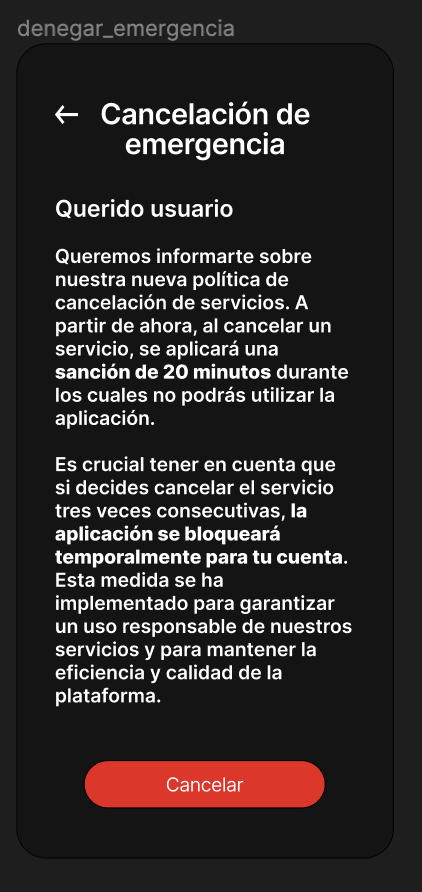 denegar_emergencia
Cancelación de
emergencia
Querido usuario
Queremos informarte sobre
nuestra nueva política de
cancelación de servicios. A
partir de ahora, al cancelar un
servicio, se aplicará una
sanción de 20 minutos durante
los cuales no podrás utilizar la
aplicación.
Es crucial tener en cuenta que
si decides cancelar el servicio
tres veces consecutivas, la
aplicación se bloqueará
temporalmente para tu cuenta.
Esta medida se ha
implementado para garantizar
un uso responsable de nuestros
servicios y para mantener la
eficiencia y calidad de la
plataforma.
Cancelar